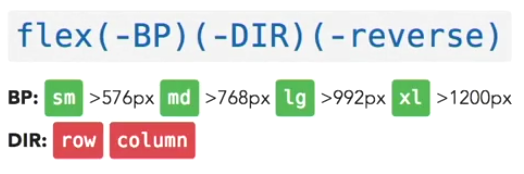 flex(-BP)(-DIR)(-reverse)
BP: sm >576px md >768px lg >992px xl >1200px
DIR: row column